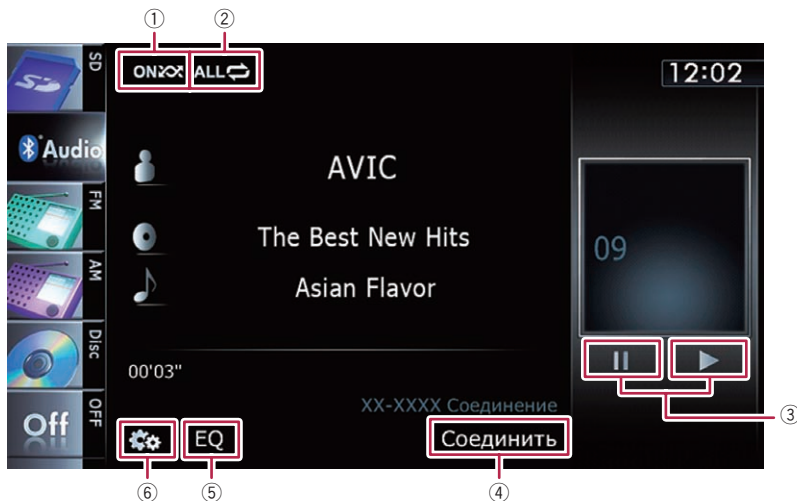 ① ②
SD
ON ALL
12:02
Audio
AVIC
FM
The Best New Hits
09
AM
Asian Flavor
Disc
00'03"
XX-XXXX Соединение
③
Off OFF
EQ
Соединить
⑥ ⑤ ④